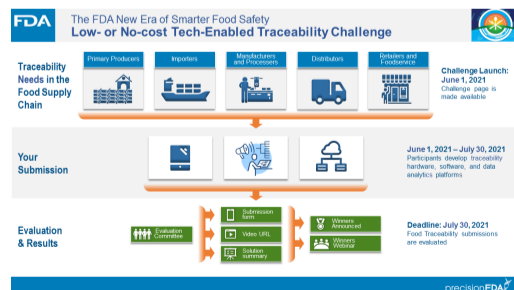 FDA
The FDA New Era of Smarter Food Safety
Low- or No-cost Tech-Enabled Traceability Challenge
Traceability
Needs in the
Food Supply
Chain
Primary Producers
Importers
Manufacturers
and Processers
Distributors
Retailers and
Foodservice
Challenge Launch:
June 1, 2021
Challenge page is
made available
Your
Submission
June 1, 2021 – July 30, 2021
Participants develop traceability
hardware, software, and data
analytics platforms
Evaluation
& Results
Evaluation
Committee
Submission
form
Video URL
Solution
summary
Winners
Announced
Winners
Webinar
Deadline: July 30, 2021
Food Traceability submissions
are evaluated
precisionFDA